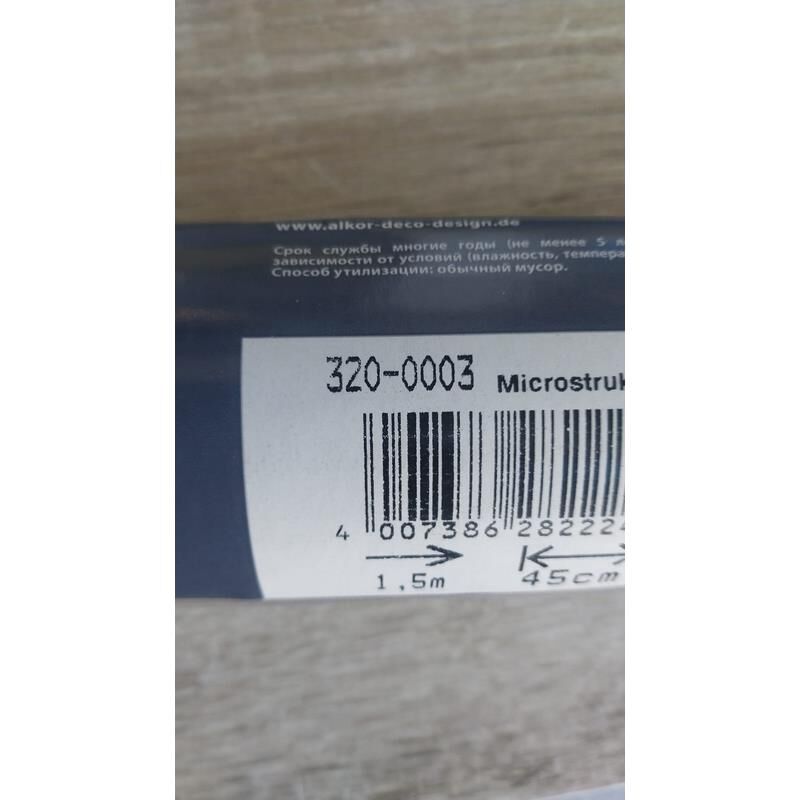 www.alkor-deco-design.de
Срок службы многие годы (не менее 5 л
зависимости от условий (влажность, темпера
Способ утилизации: обычный мусор.
320-0003 Microstruk
4 007386 282224
1,5m 45cm